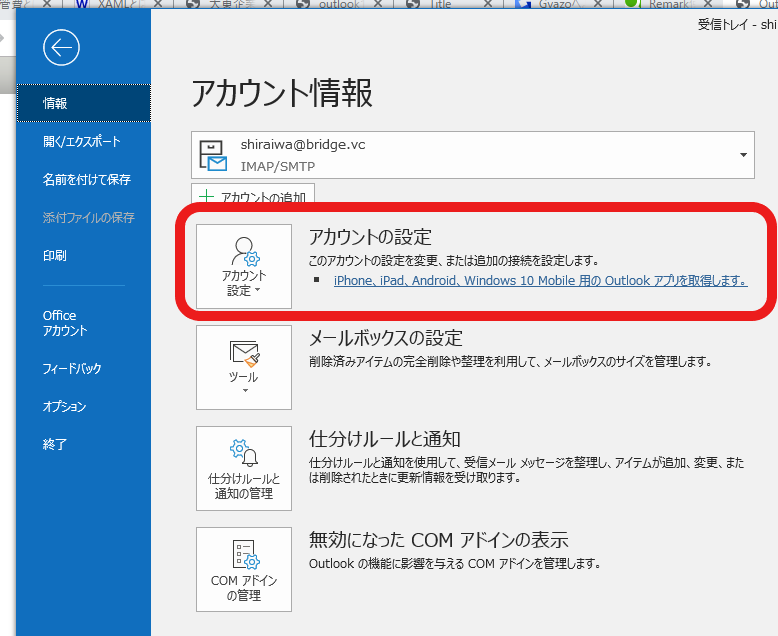 XAML
大東企業
outlook
Title
Gyazo
Remark
Out
受信トレイ - shi
情報
開く/エクスポート
名前を付けて保存
添付ファイルの保存
印刷
Office
アカウント
フィードバック
オプション
終了
アカウント情報
shiraiwa@bridge.vc
IMAP/SMTP
アカウントの追加
アカウント
設定
アカウントの設定
このアカウントの設定を変更、または追加の接続を設定します。
iPhone、iPad、Android、Windows 10 Mobile 用の Outlook アプリを取得します。
ツール
メールボックスの設定
削除済みアイテムの完全削除や整理を利用して、メールボックスのサイズを管理します。
仕分けルールと
通知の管理
仕分けルールと通知
仕分けルールと通知を使用して、受信メール メッセージを整理し、アイテムが追加、変更、また
は削除されたときに更新情報を受け取ります。
COM アドイン
の管理
無効になった COM アドインの表示
Outlook の機能に影響を与える COM アドインを管理します。